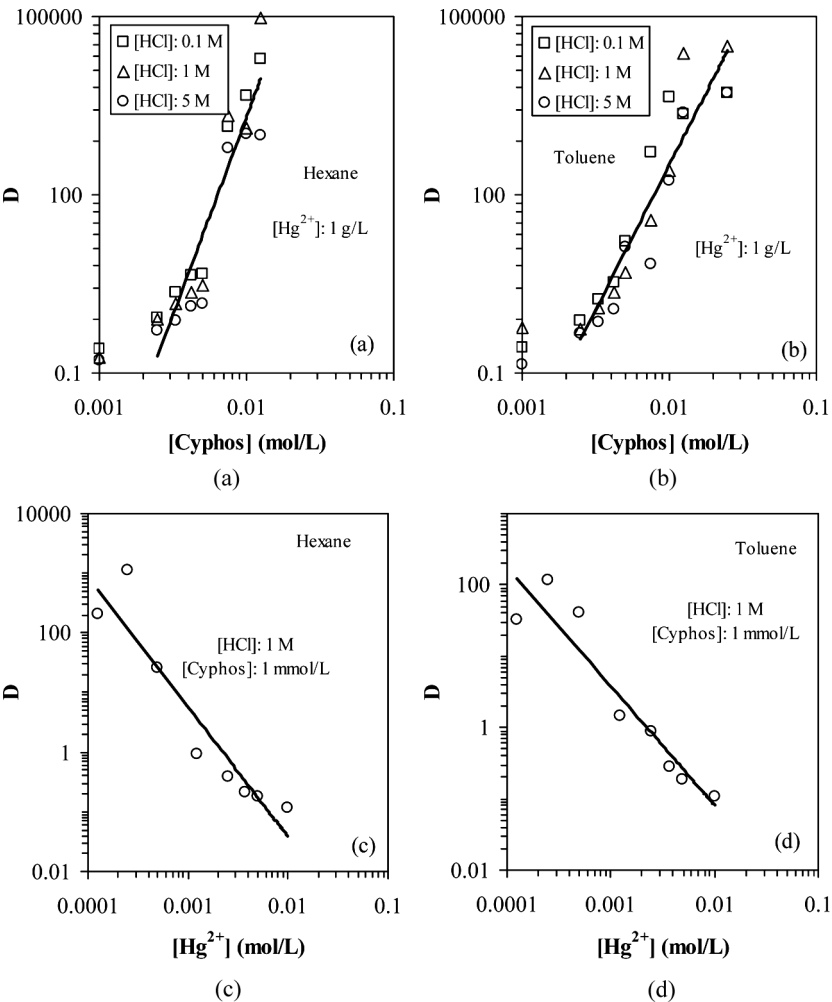 100000
100
0.1
D
[HCl]: 0.1 M
[HCl]: 1 M
[HCl]: 5 M
Hexane
[Hg2+]: 1 g/L
(a)
0.001 0.01 0.1
[Cyphos] (mol/L)
(a)
100000
100
0.1
D
[HCl]: 0.1 M
[HCl]: 1 M
[HCl]: 5 M
Toluene
[Hg2+]: 1 g/L
(b)
0.001 0.01 0.1
[Cyphos] (mol/L)
(b)
10000
100
1
0.01
D
Hexane
[HCl]: 1 M
[Cyphos]: 1 mmol/L
(c)
0.0001 0.001 0.01 0.1
[Hg2+] (mol/L)
(c)
100
1
0.01
D
Toluene
[HCl]: 1 M
[Cyphos]: 1 mmol/L
(d)
0.0001 0.001 0.01 0.1
[Hg2+] (mol/L)
(d)